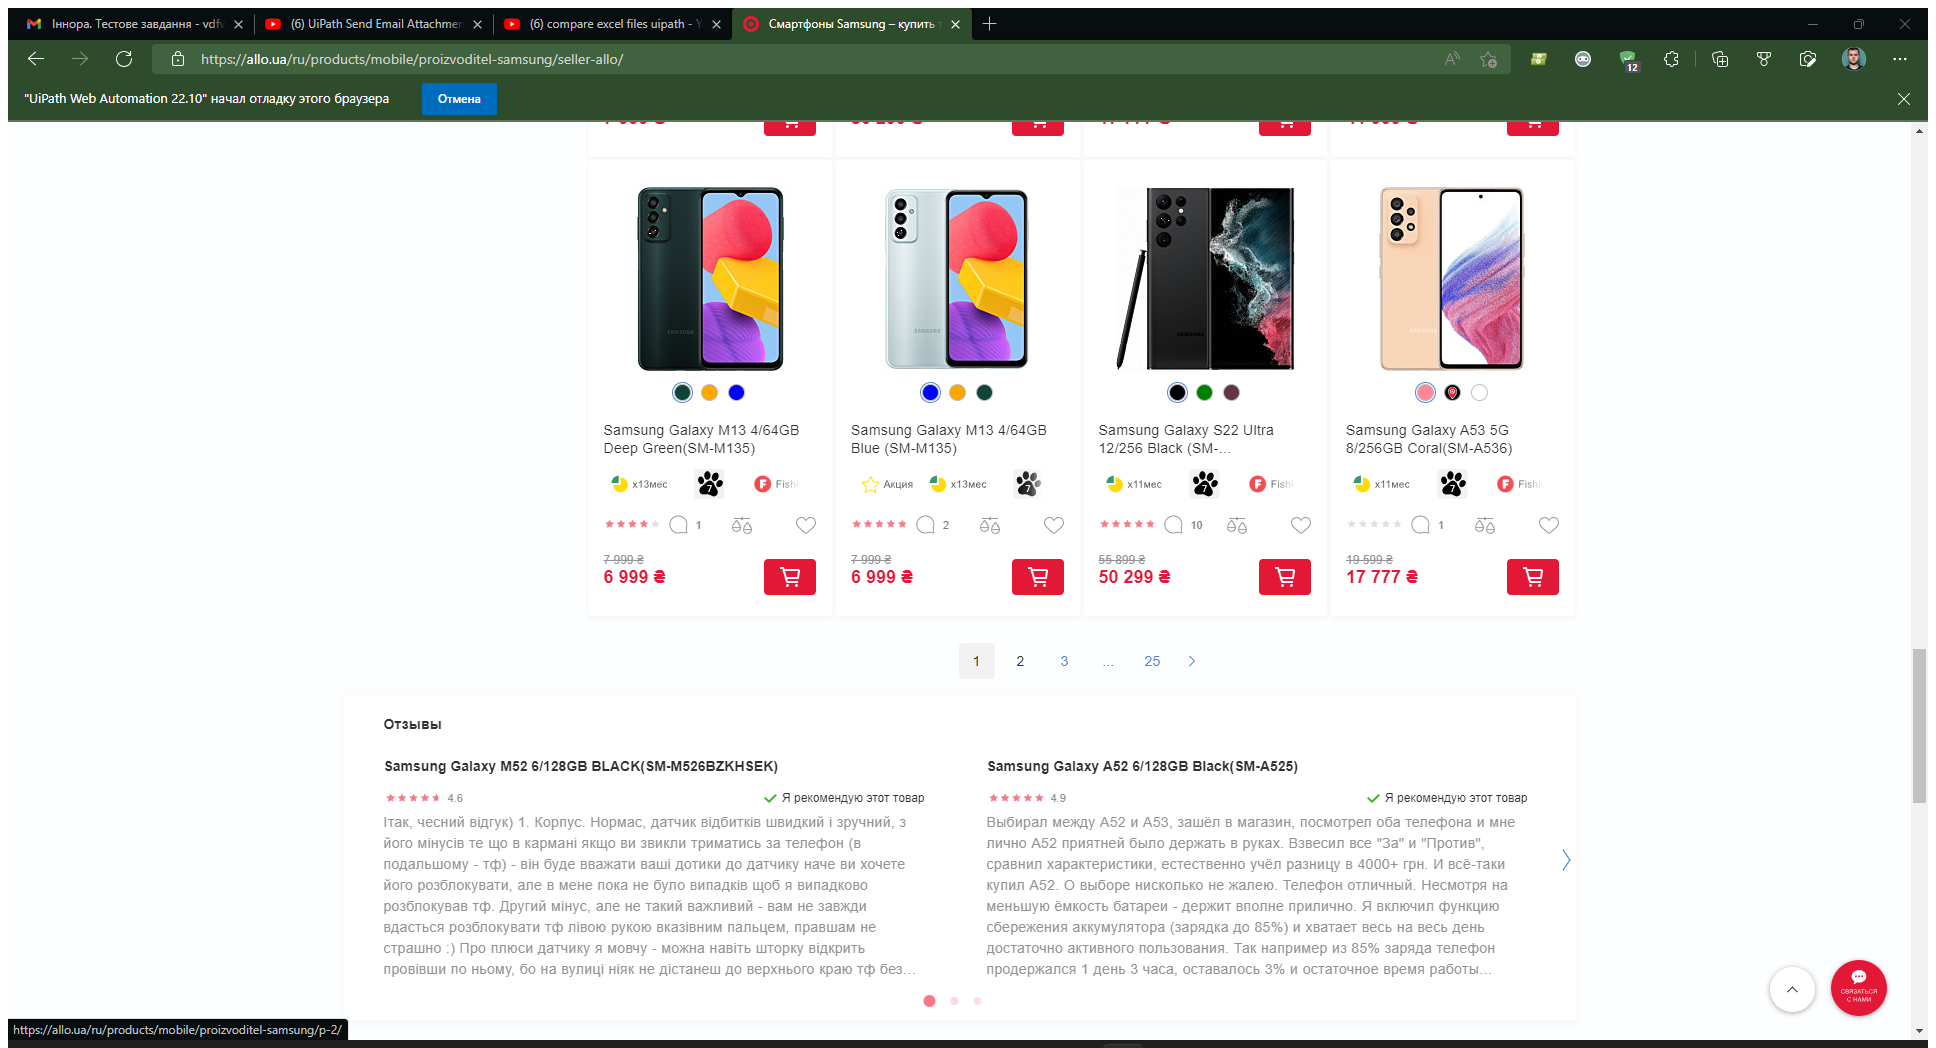 Іннора. Тестове завдання - vdfv
(6) UiPath Send Email Attachmen
(6) compare excel files uipath - Y
Смартфоны Samsung – купить т
https://allo.ua/ru/products/mobile/proizvoditel-samsung/seller-allo/
12
"UiPath Web Automation 22.10" начал отладку этого браузера
Отмена
Samsung Galaxy M13 4/64GB
Deep Green(SM-M135)
x13мес
7
Fishk
1
7 999 ₴
6 999 ₴
Samsung Galaxy M13 4/64GB
Blue (SM-M135)
Акция
x13мес
7
2
7 999 ₴
6 999 ₴
Samsung Galaxy S22 Ultra
12/256 Black (SM-...
x11мес
7
Fishk
10
55 899 ₴
50 299 ₴
Samsung Galaxy A53 5G
8/256GB Coral(SM-A536)
x11мес
7
Fishk
1
19 599 ₴
17 777 ₴
1 2 3 ... 25
Отзывы
Samsung Galaxy M52 6/128GB BLACK(SM-M526BZKHSEK)
4.6
Я рекомендую этот товар
Ітак, чесний відгук) 1. Корпус. Нормас, датчик відбитків швидкий і зручний, з
його мінусів те що в кармані якщо ви звикли триматись за телефон (в
подальшому - тф) - він буде вважати ваші дотики до датчику наче ви хочете
його розблокувати, але в мене пока не було випадків щоб я випадково
розблокував тф. Другий мінус, але не такий важливий - вам не завжди
вдасться розблокувати тф лівою рукою вказівним пальцем, правшам не
страшно :) Про плюси датчику я мовчу - можна навіть шторку відкрить
провівши по ньому, бо на вулиці ніяк не дістанеш до верхнього краю тф без...
Samsung Galaxy A52 6/128GB Black(SM-A525)
4.9
Я рекомендую этот товар
Выбирал между А52 и А53, зашёл в магазин, посмотрел оба телефона и мне
лично А52 приятней было держать в руках. Взвесил все "За" и "Против",
сравнил характеристики, естественно учёл разницу в 4000+ грн. И всё-таки
купил А52. О выборе нисколько не жалею. Телефон отличный. Несмотря на
меньшую ёмкость батареи - держит вполне прилично. Я включил функцию
сбережения аккумулятора (зарядка до 85%) и хватает весь на весь день
достаточно активного пользования. Так например из 85% заряда телефон
продержался 1 день 3 часа, оставалось 3% и остаточное время работы...
СВЯЗАТЬСЯ
С НАМИ
https://allo.ua/ru/products/mobile/proizvoditel-samsung/p-2/